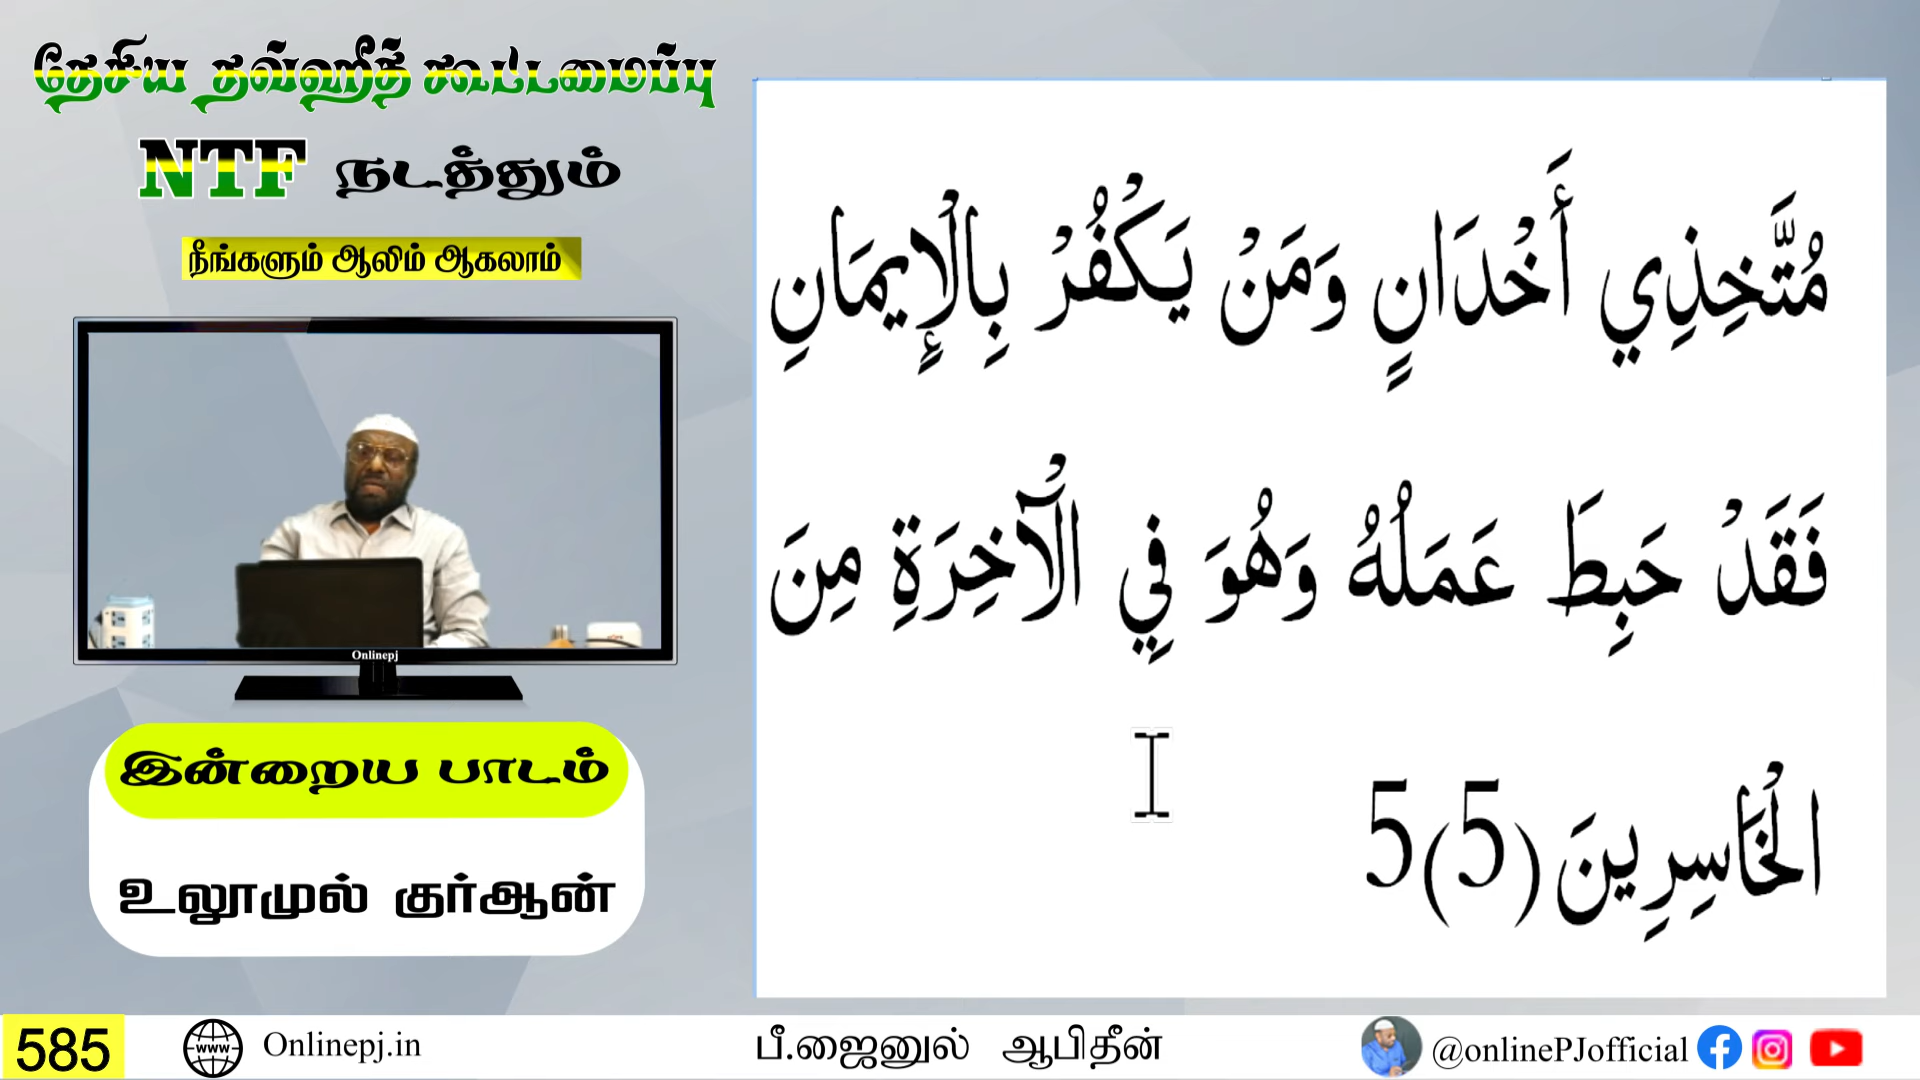 தேசிய தவ்ஹீத் கூட்டமைப்பு
NTF நடத்தும்
நீங்களும் ஆலிம் ஆகலாம்
Onlinepj
இன்றைய பாடம்
உலூமுல் குர்ஆன்
مُتَّخِذِي أَخْدَانٍ وَمَنْ يَكْفُرْ بِالْإِيمَانِ
فَقَدْ حَبِطَ عَمَلُهُ وَهُوَ فِي الْآخِرَةِ مِنَ
الْخَاسِرِينَ (5)5
585
www
Onlinepj.in
பீ.ஜைனுல் ஆபிதீன்
@onlinePJofficial